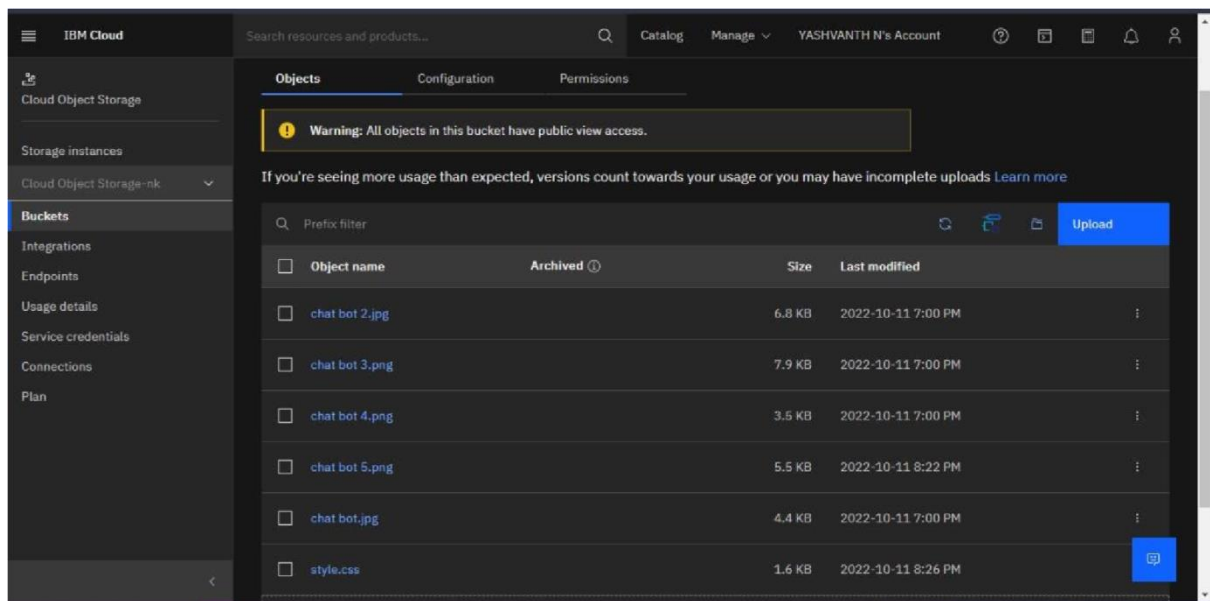 IBM Cloud
Search resources and products...
Catalog
Manage
YASHVANTH N's Account
Cloud Object Storage
Storage instances
Cloud Object Storage-nk
Buckets
Integrations
Endpoints
Usage details
Service credentials
Connections
Plan
Objects
Configuration
Permissions
Warning: All objects in this bucket have public view access.
If you're seeing more usage than expected, versions count towards your usage or you may have incomplete uploads Learn more
Prefix filter
Upload
Object name Archived Size Last modified
chat bot 2.jpg 6.8 KB 2022-10-11 7:00 PM
chat bot 3.png 7.9 KB 2022-10-11 7:00 PM
chat bot 4.png 3.5 KB 2022-10-11 7:00 PM
chat bot 5.png 5.5 KB 2022-10-11 8:22 PM
chat bot.jpg 4.4 KB 2022-10-11 7:00 PM
style.css 1.6 KB 2022-10-11 8:26 PM